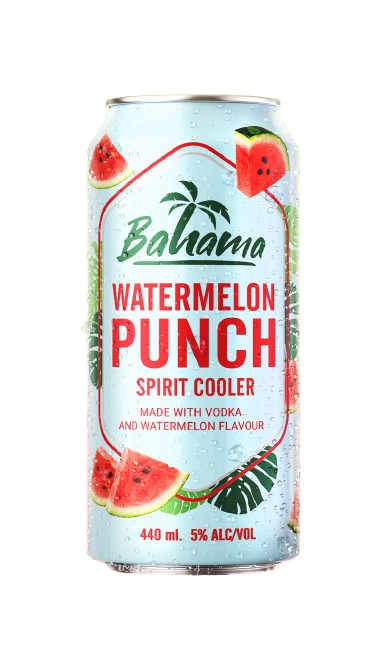 Bahama
WATERMELON
PUNCH
SPIRIT COOLER
MADE WITH VODKA
AND WATERMELON FLAVOUR
440 ml. 5% ALC/VOL